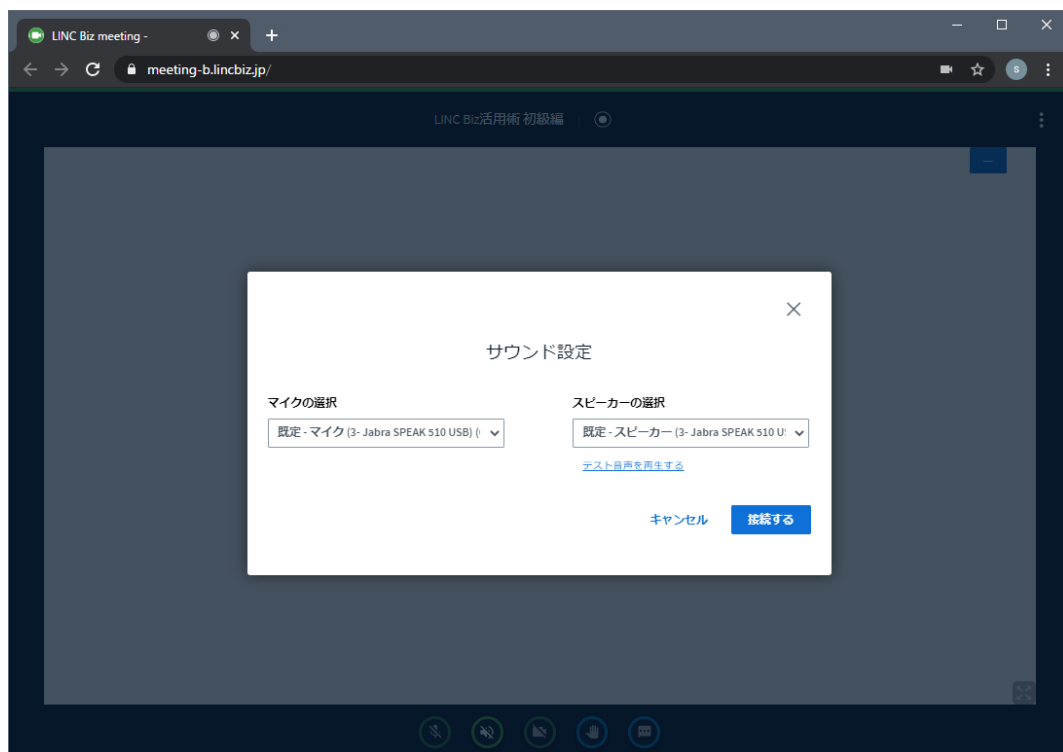 LINC Biz meeting -
meeting-b.lincbiz.jp/
S
LINC Biz活用術 初級編
サウンド設定
マイクの選択
スピーカーの選択
既定 - マイク (3- Jabra SPEAK 510 USB) (
既定 - スピーカー (3- Jabra SPEAK 510 U
テスト音声を再生する
キャンセル
接続する